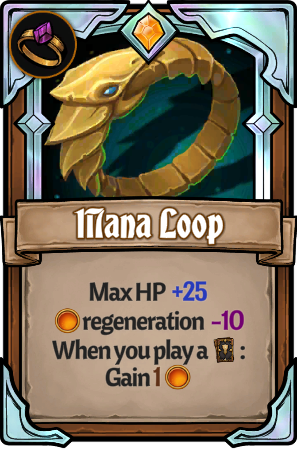 Mana Loop
Max HP +25
regeneration -10
When you play a :
Gain 1